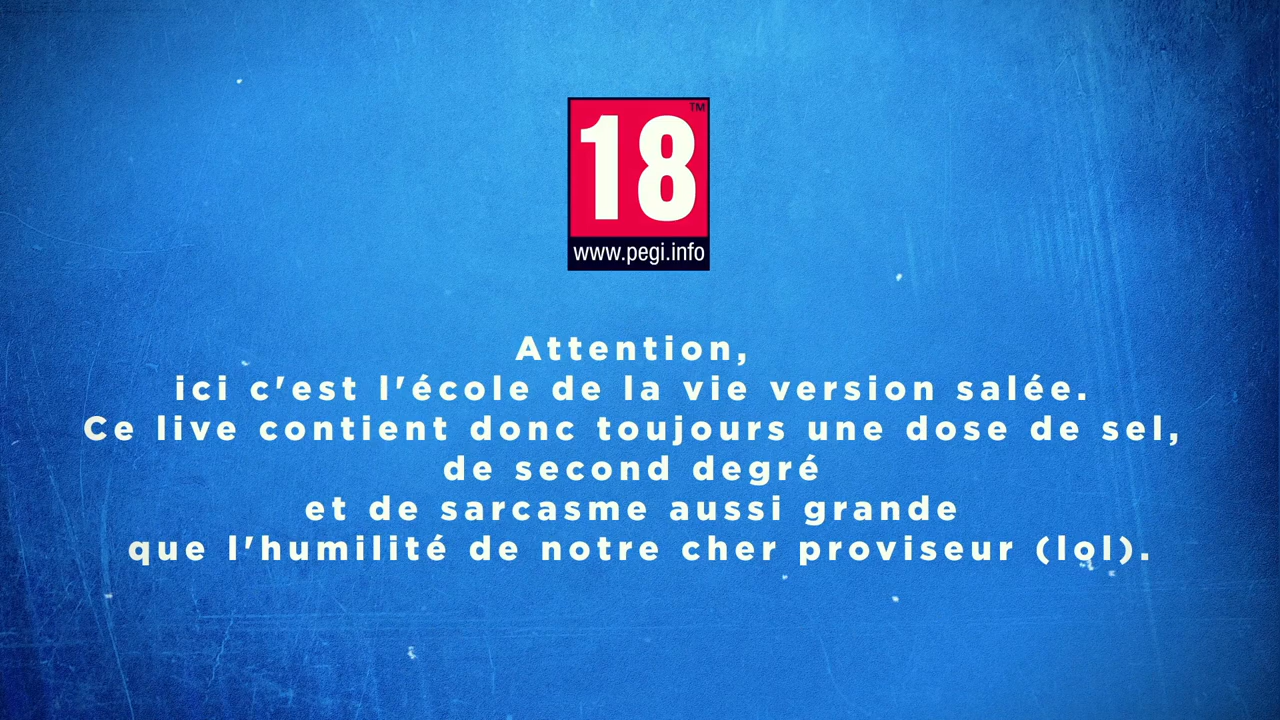 18
TM
www.pegi.info
Attention,
ici c'est l'école de la vie version salée.
Ce live contient donc toujours une dose de sel,
de second degré
et de sarcasme aussi grande
que l'humilité de notre cher proviseur (lol).